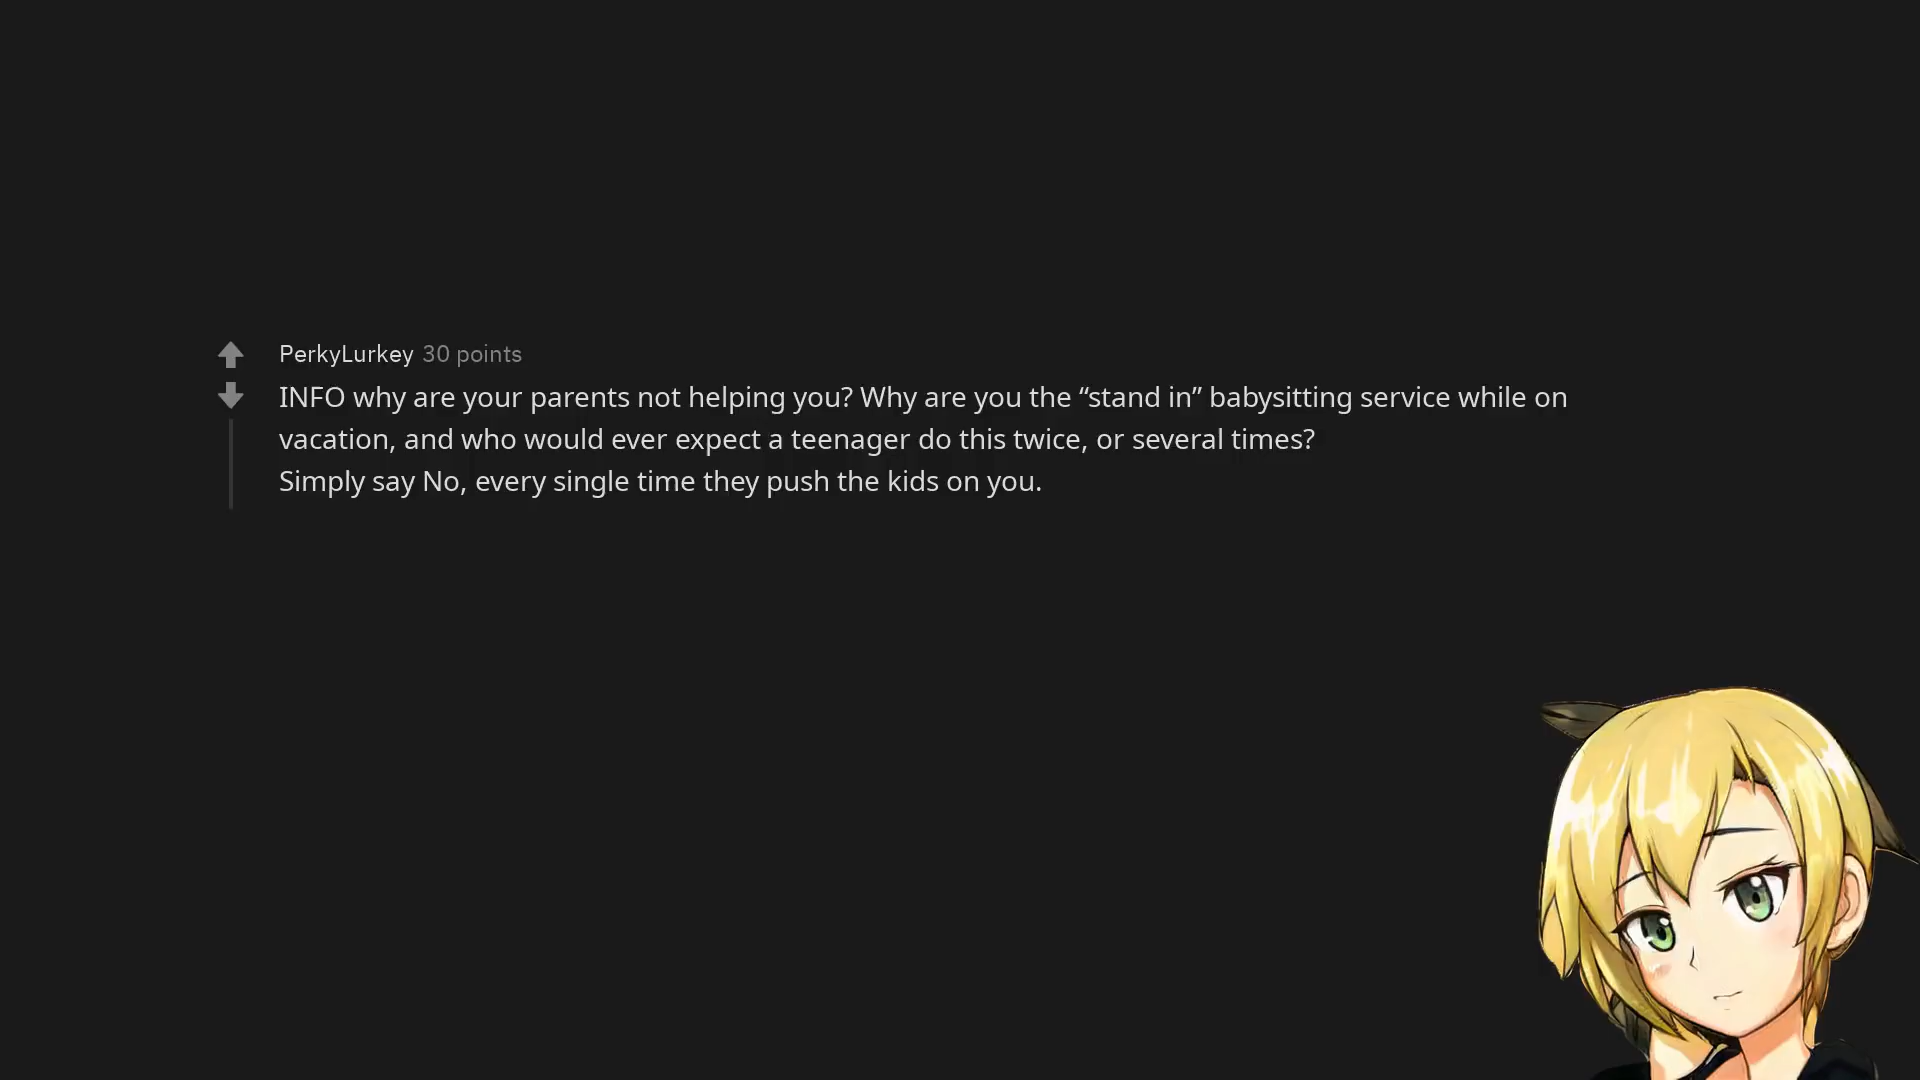 PerkyLurkey 30 points
INFO why are your parents not helping you? Why are you the “stand in” babysitting service while on
vacation, and who would ever expect a teenager do this twice, or several times?
Simply say No, every single time they push the kids on you.